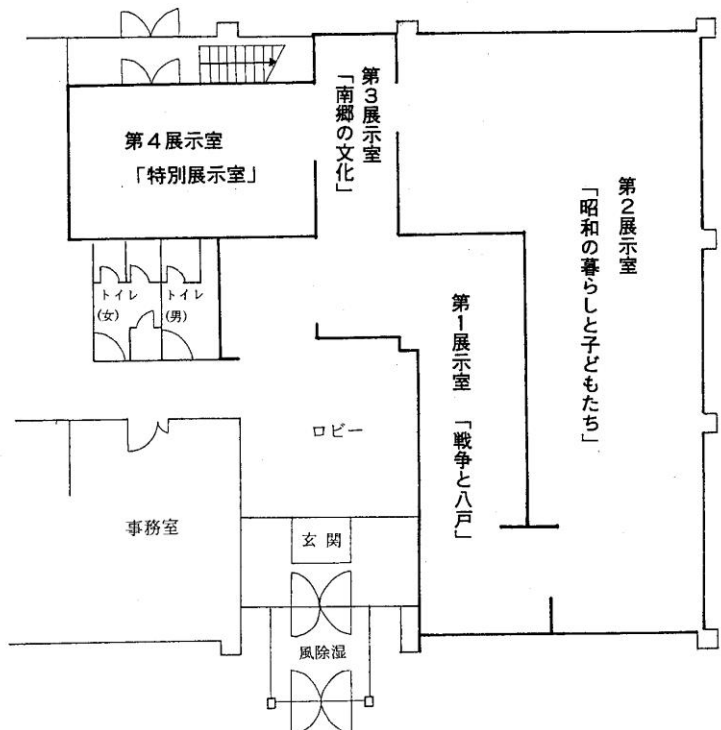 第3展示室
「南郷の文化」
第4展示室
「特別展示室」
第2展示室
「昭和の暮らしと子どもたち」
トイレ
(女)
トイレ
(男)
第1展示室 「戦争と八戸」
ロビー
事務室
玄関
風除湿